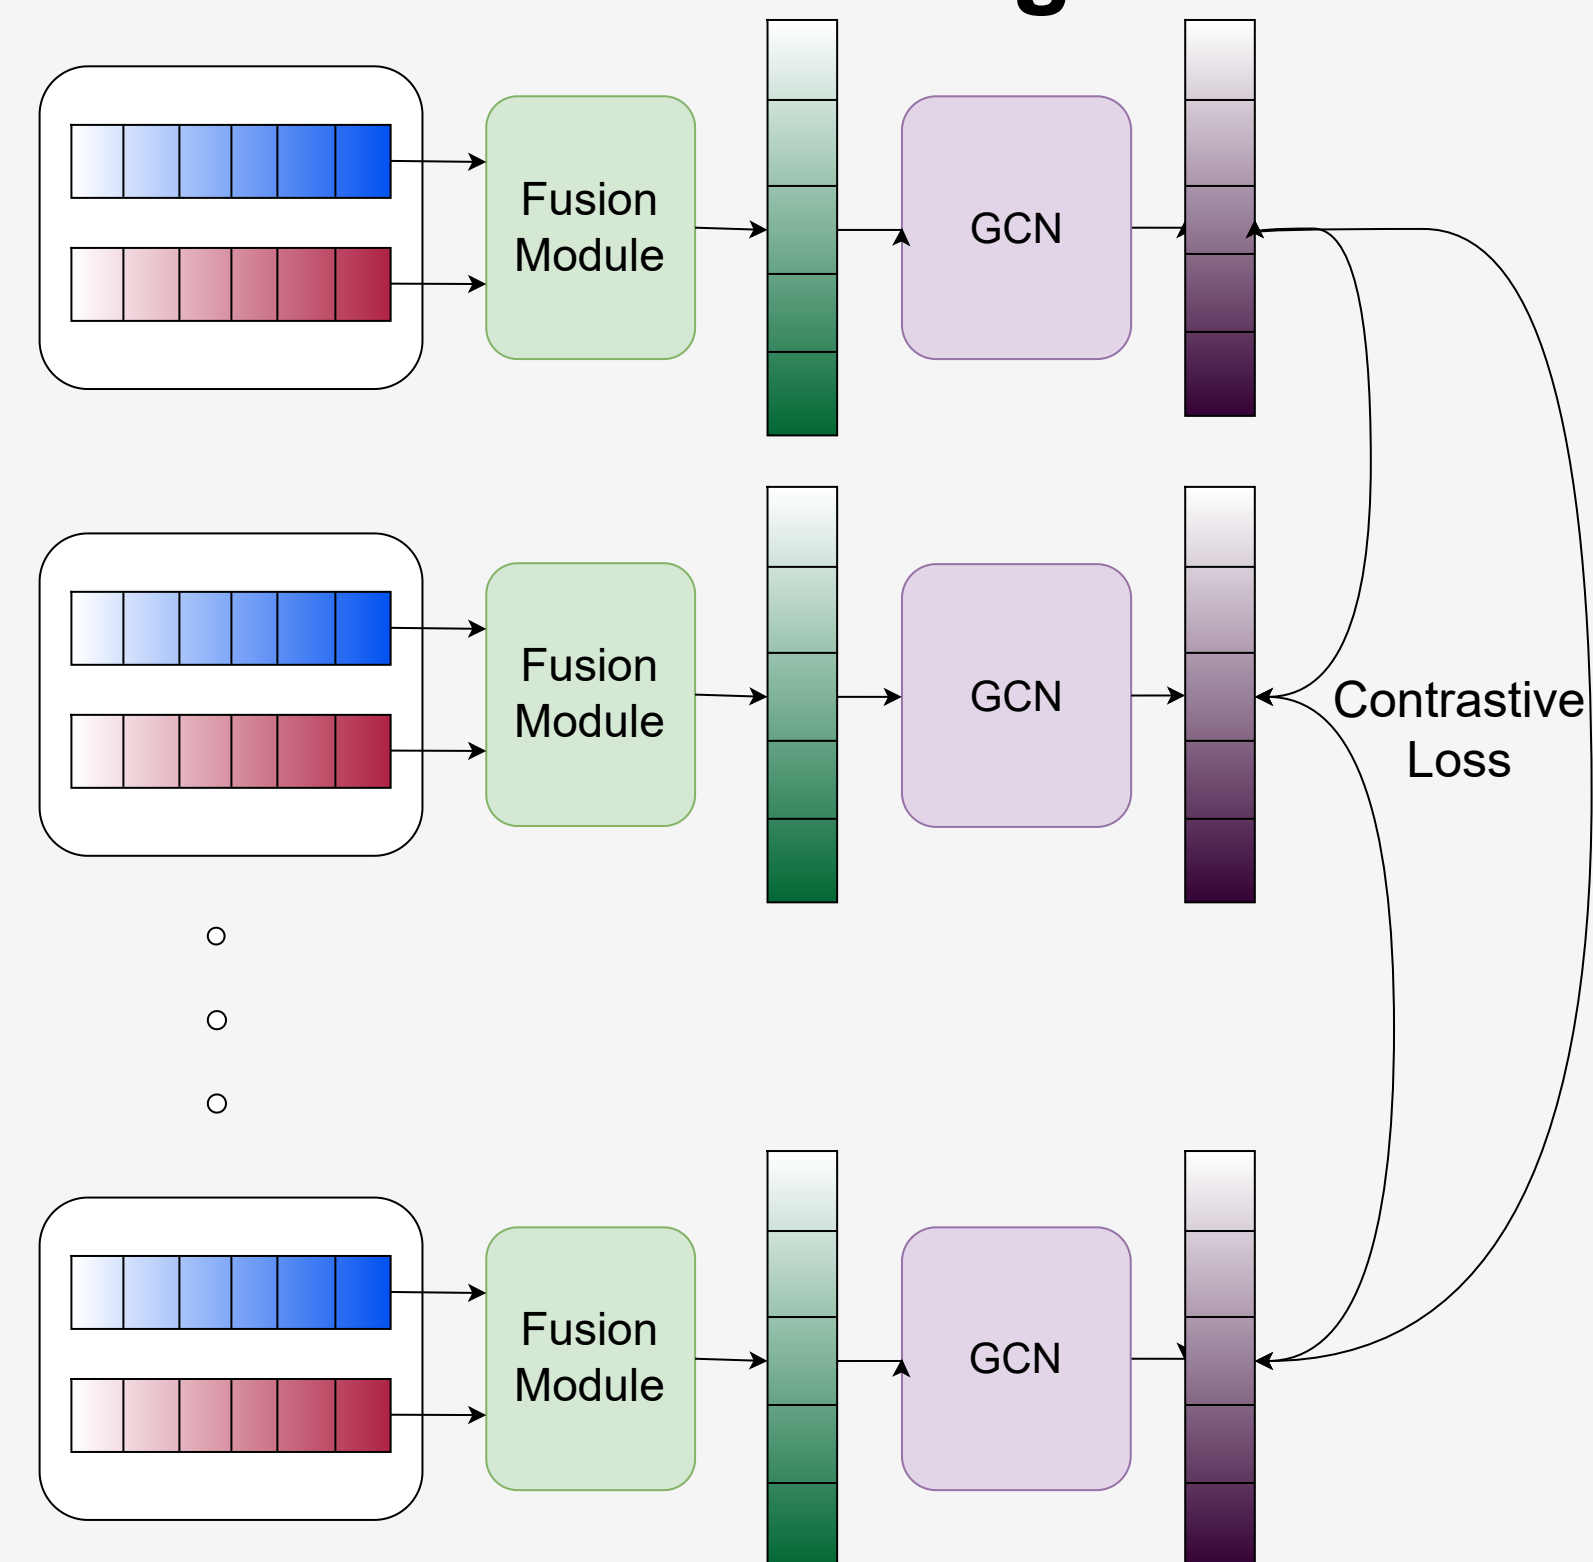 Fusion
Module
GCN
Fusion
Module
GCN
Contrastive
Loss
Fusion
Module
GCN